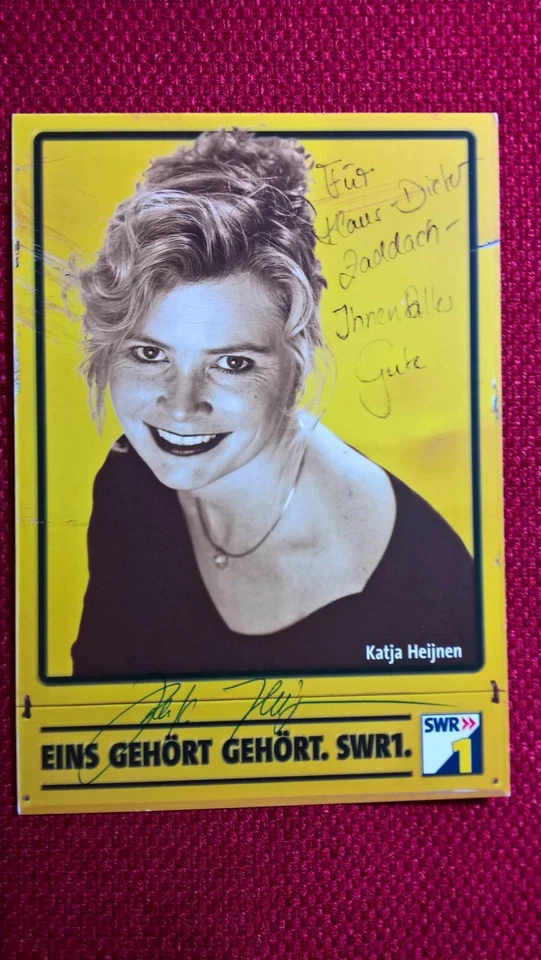 Für
Klaus-Dieter
Zaddach -
Ihnen Alles
Gute
Katja Heijnen
EINS GEHÖRT GEHÖRT. SWR1.
SWR»
1